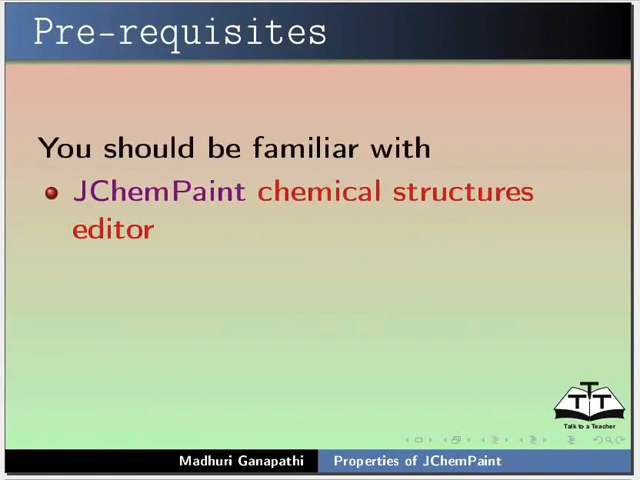 Pre-requisites
You should be familiar with
JChemPaint chemical structures
editor
TTT
Talk to a Teacher
Madhuri Ganapathi Properties of JChemPaint